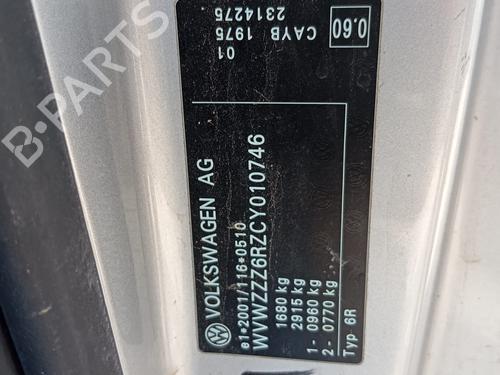 VOLKSWAGEN AG
e1*2001/116*0510
WVWZZZ6RZCY010746
1680 kg
2915 kg
1- 0960 kg
2- 0770 kg
Typ 6R
01
CAYB 1975
2314275
0.60
B-PARTS